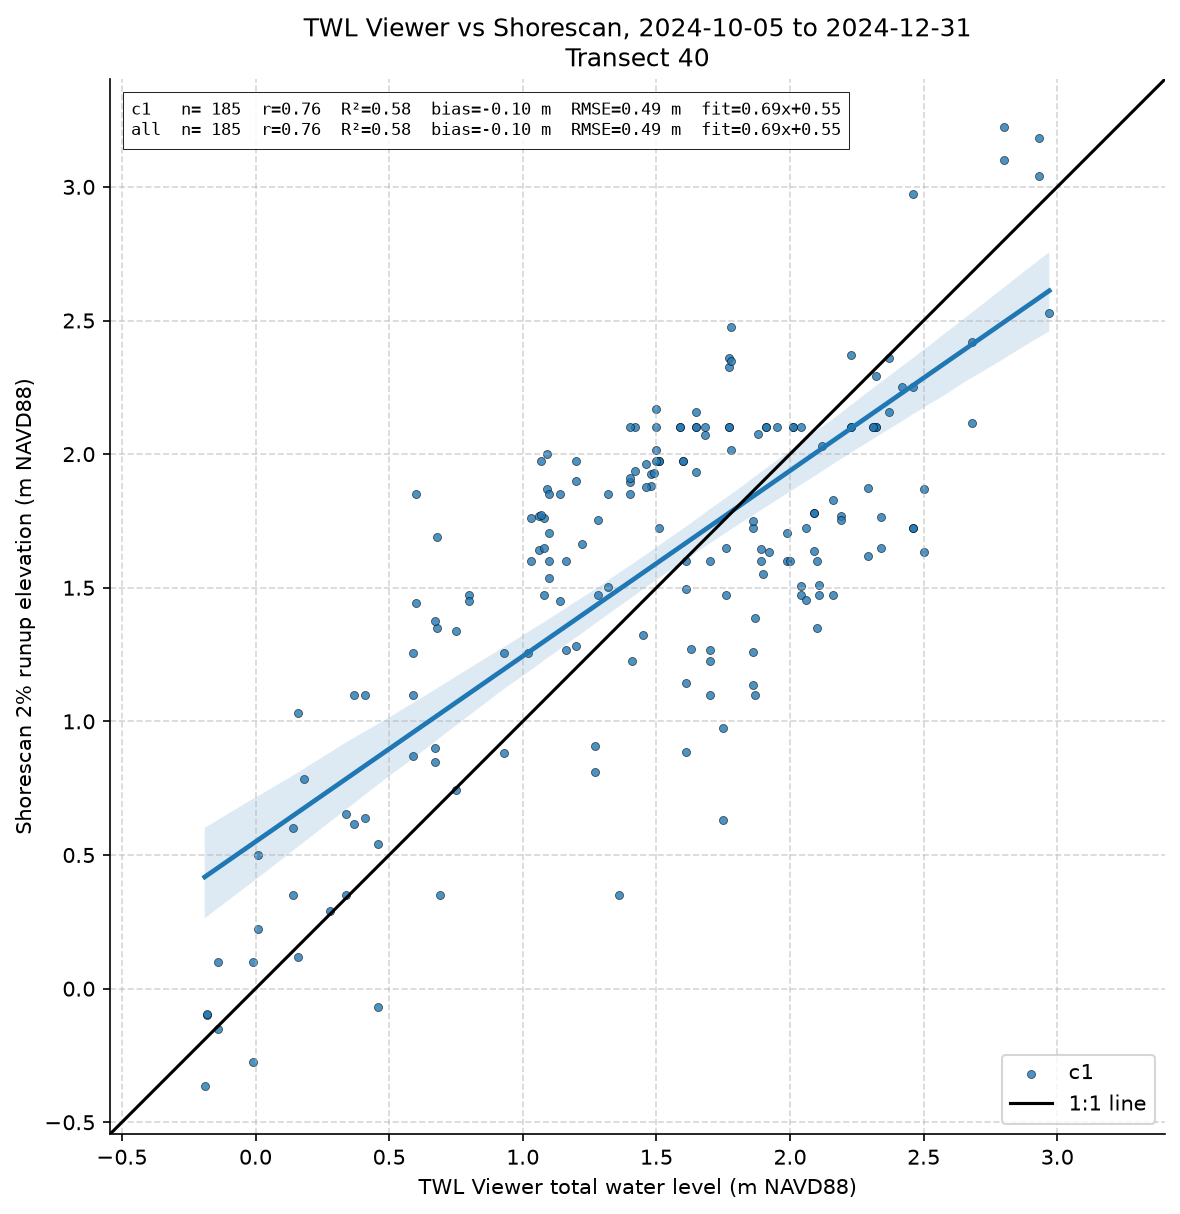 TWL Viewer vs Shorescan, 2024-10-05 to 2024-12-31
Transect 40
c1 n= 185 r=0.76 R²=0.58 bias=-0.10 m RMSE=0.49 m fit=0.69x+0.55
all n= 185 r=0.76 R²=0.58 bias=-0.10 m RMSE=0.49 m fit=0.69x+0.55
Shorescan 2% runup elevation (m NAVD88)
3.0
2.5
2.0
1.5
1.0
0.5
0.0
−0.5
c1
1:1 line
−0.5 0.0 0.5 1.0 1.5 2.0 2.5 3.0
TWL Viewer total water level (m NAVD88)